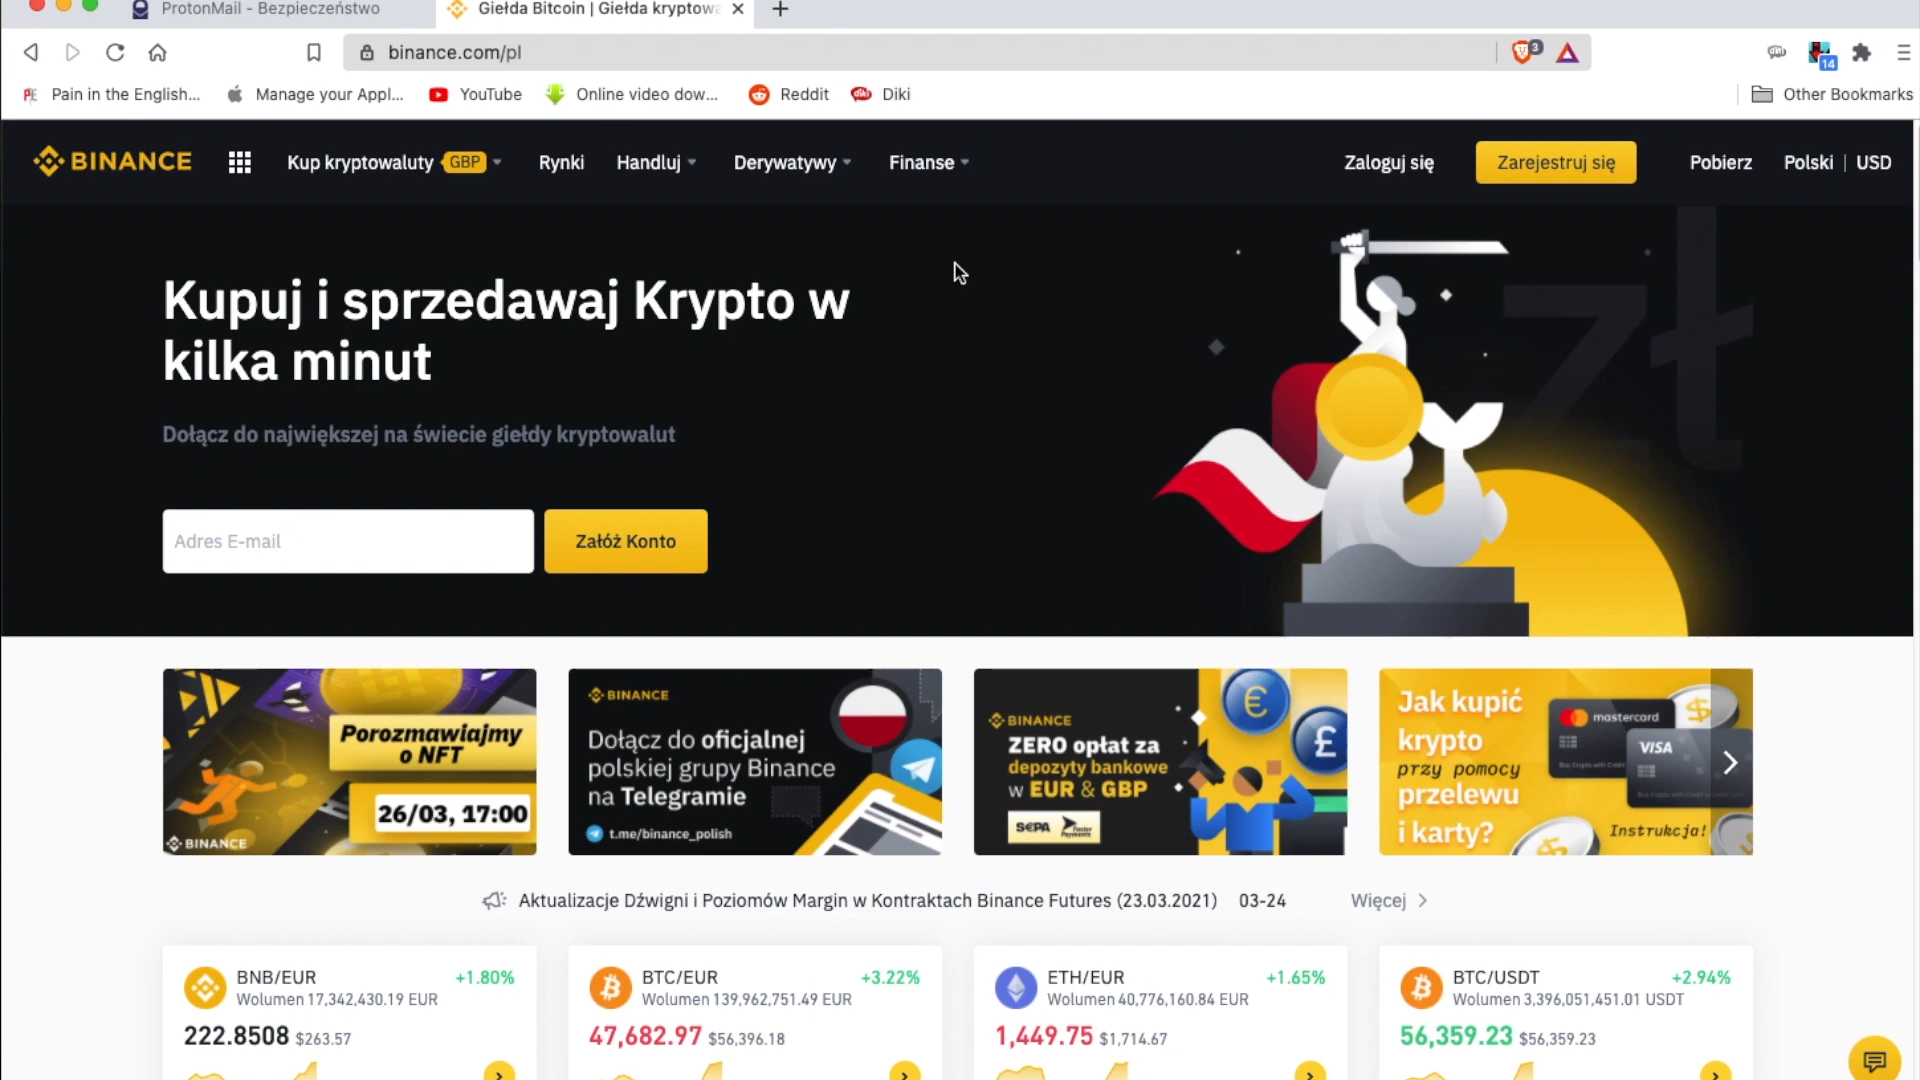 ProtonMail - Bezpieczeństwo
Giełda Bitcoin | Giełda kryptowa
binance.com/pl
3
14
Pain in the English...
Manage your Appl...
YouTube
Online video dow...
Reddit
Diki
Other Bookmarks
BINANCE
Kup kryptowaluty GBP
Rynki
Handluj
Derywatywy
Finanse
Zaloguj się
Zarejestruj się
Pobierz
Polski | USD
Kupuj i sprzedawaj Krypto w
kilka minut
Dołącz do największej na świecie giełdy kryptowalut
Adres E-mail
Załóż Konto
zł
Porozmawiajmy
o NFT
26/03, 17:00
BINANCE
BINANCE
Dołącz do oficjalnej
polskiej grupy Binance
na Telegramie
t.me/binance_polish
BINANCE
ZERO opłat za
depozyty bankowe
w EUR & GBP
SEPA Faster Payments
€
£
Jak kupić
krypto
przy pomocy
przelewu
i karty?
mastercard
VISA
Instrukcja!
Aktualizacje Dźwigni i Poziomów Margin w Kontraktach Binance Futures (23.03.2021) 03-24
Więcej
BNB/EUR +1.80%
Wolumen 17,342,430.19 EUR
222.8508 $263.57
BTC/EUR +3.22%
Wolumen 139,962,751.49 EUR
47,682.97 $56,396.18
ETH/EUR +1.65%
Wolumen 40,776,160.84 EUR
1,449.75 $1,714.67
BTC/USDT +2.94%
Wolumen 3,396,051,451.01 USDT
56,359.23 $56,359.23